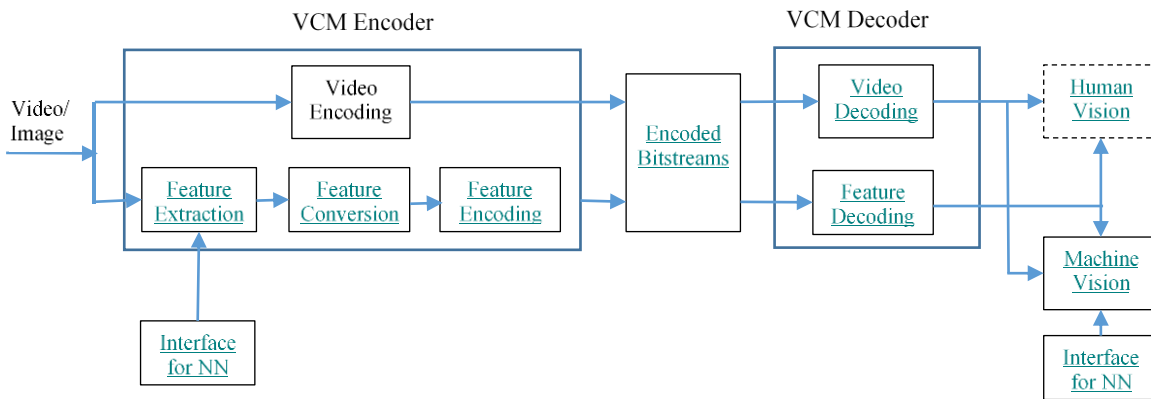 VCM Encoder
VCM Decoder
Video/
Image
Video
Encoding
Encoded
Bitstreams
Video
Decoding
Human
Vision
Feature
Extraction
Feature
Conversion
Feature
Encoding
Feature
Decoding
Machine
Vision
Interface
for NN
Interface
for NN